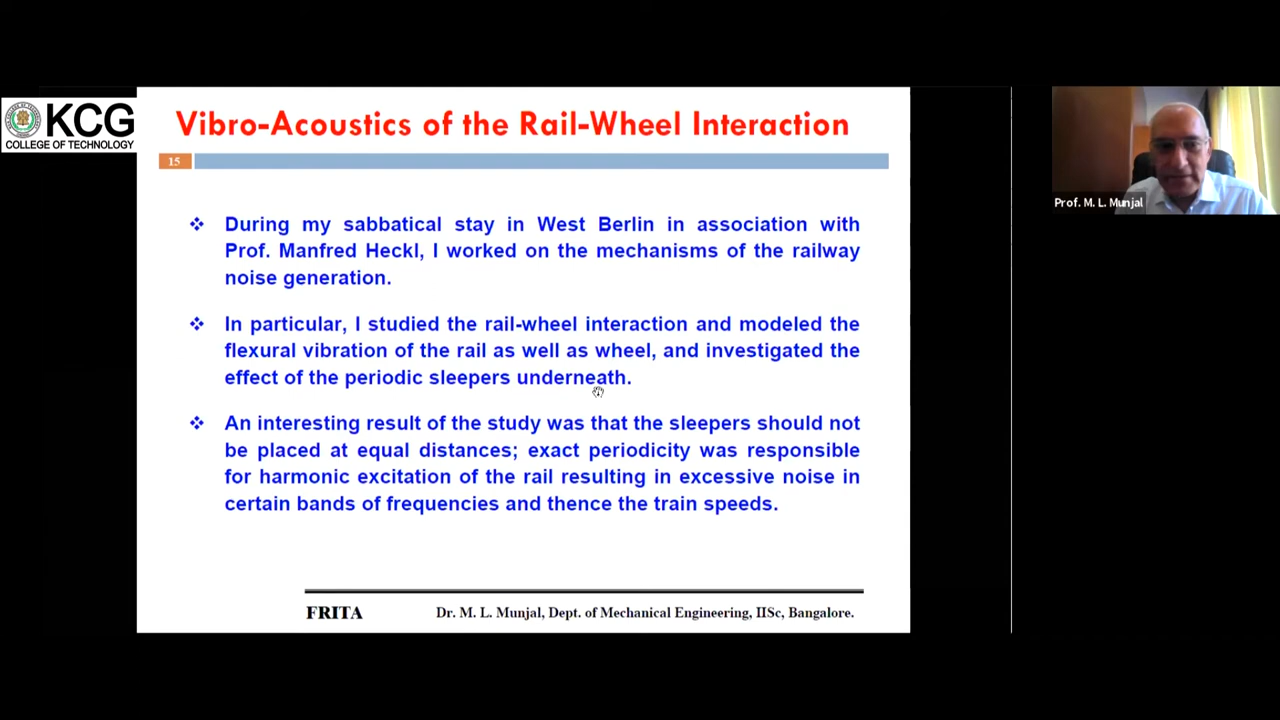 KCG
COLLEGE OF TECHNOLOGY
Vibro-Acoustics of the Rail-Wheel Interaction
15
During my sabbatical stay in West Berlin in association with
Prof. Manfred Heckl, I worked on the mechanisms of the railway
noise generation.
In particular, I studied the rail-wheel interaction and modeled the
flexural vibration of the rail as well as wheel, and investigated the
effect of the periodic sleepers underneath.
An interesting result of the study was that the sleepers should not
be placed at equal distances; exact periodicity was responsible
for harmonic excitation of the rail resulting in excessive noise in
certain bands of frequencies and thence the train speeds.
FRITA
Dr. M. L. Munjal, Dept. of Mechanical Engineering, IISc, Bangalore.
Prof. M. L. Munjal